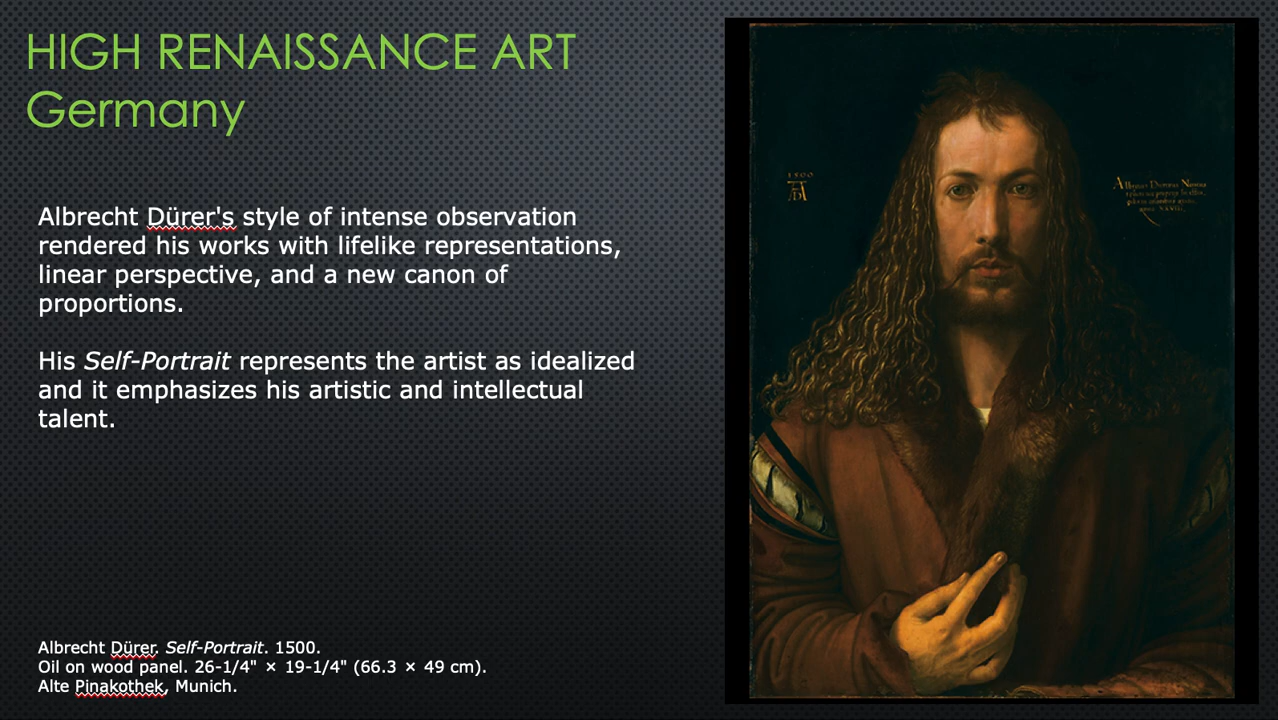 HIGH RENAISSANCE ART
Germany
Albrecht Dürer's style of intense observation
rendered his works with lifelike representations,
linear perspective, and a new canon of
proportions.
His Self-Portrait represents the artist as idealized
and it emphasizes his artistic and intellectual
talent.
1500
AD
Albrecht Dürer. Self-Portrait. 1500.
Oil on wood panel. 26-1/4" × 19-1/4" (66.3 × 49 cm).
Alte Pinakothek, Munich.